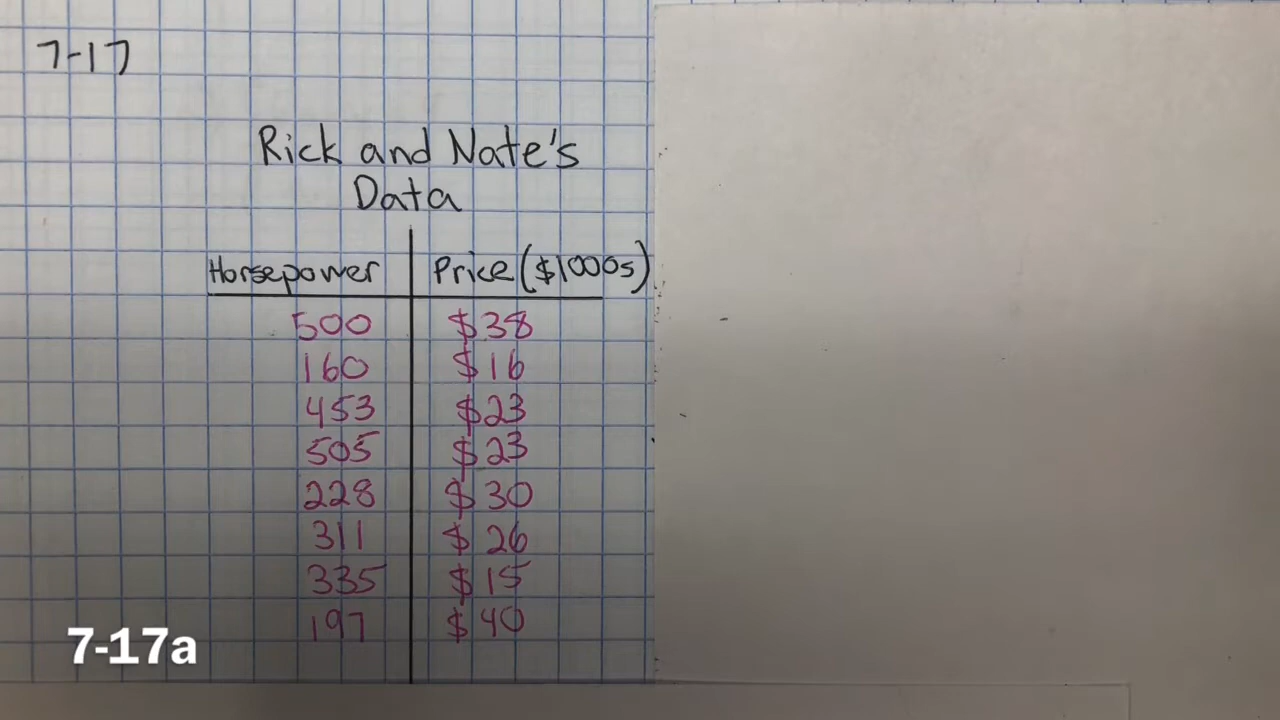 7-17
Rick and Nate's
Data
Horsepower Price ($1000s)
500 $38
160 $16
453 $23
505 $23
228 $30
311 $26
335 $15
197 $40
7-17a